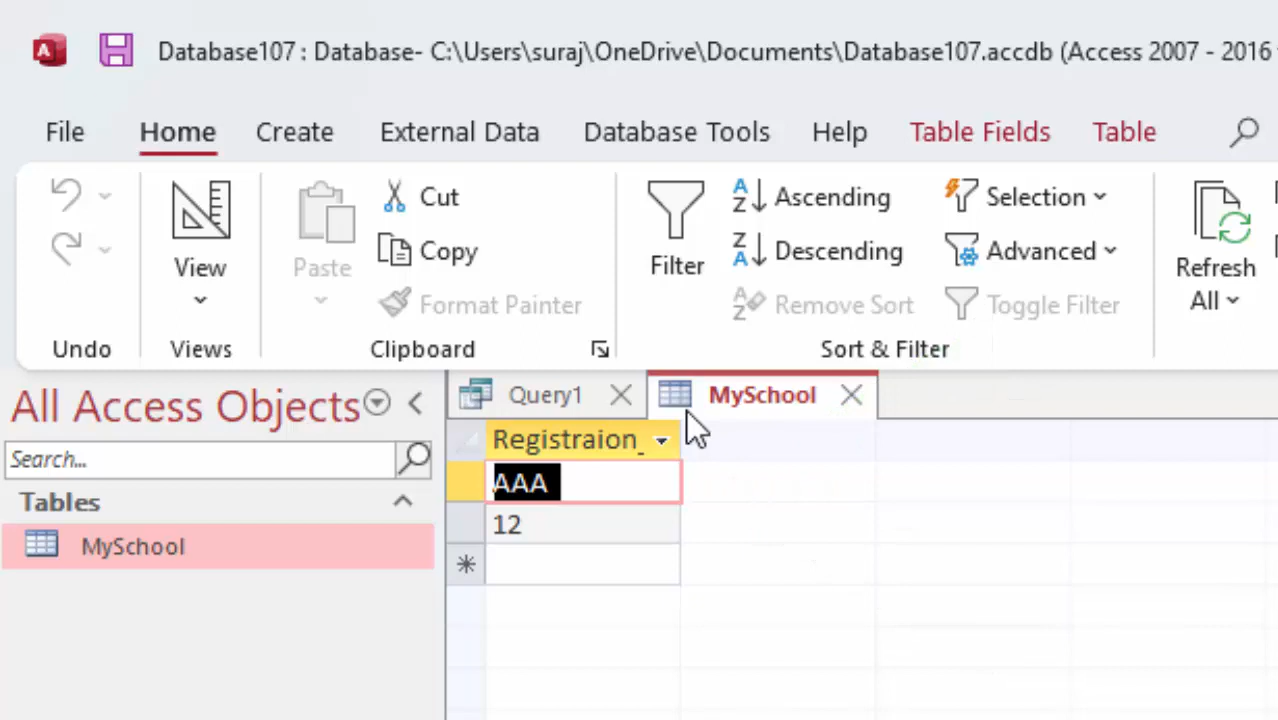 Database107 : Database- C:\Users\suraj\OneDrive\Documents\Database107.accdb (Access 2007 - 2016
File Home Create External Data Database Tools Help Table Fields Table
Cut
Copy
Format Painter
View
Paste
Filter
Ascending
Descending
Remove Sort
Selection
Advanced
Toggle Filter
Refresh
All
Undo Views Clipboard Sort & Filter
All Access Objects
Search...
Tables
MySchool
Query1 MySchool
Registraion_
AAA
12